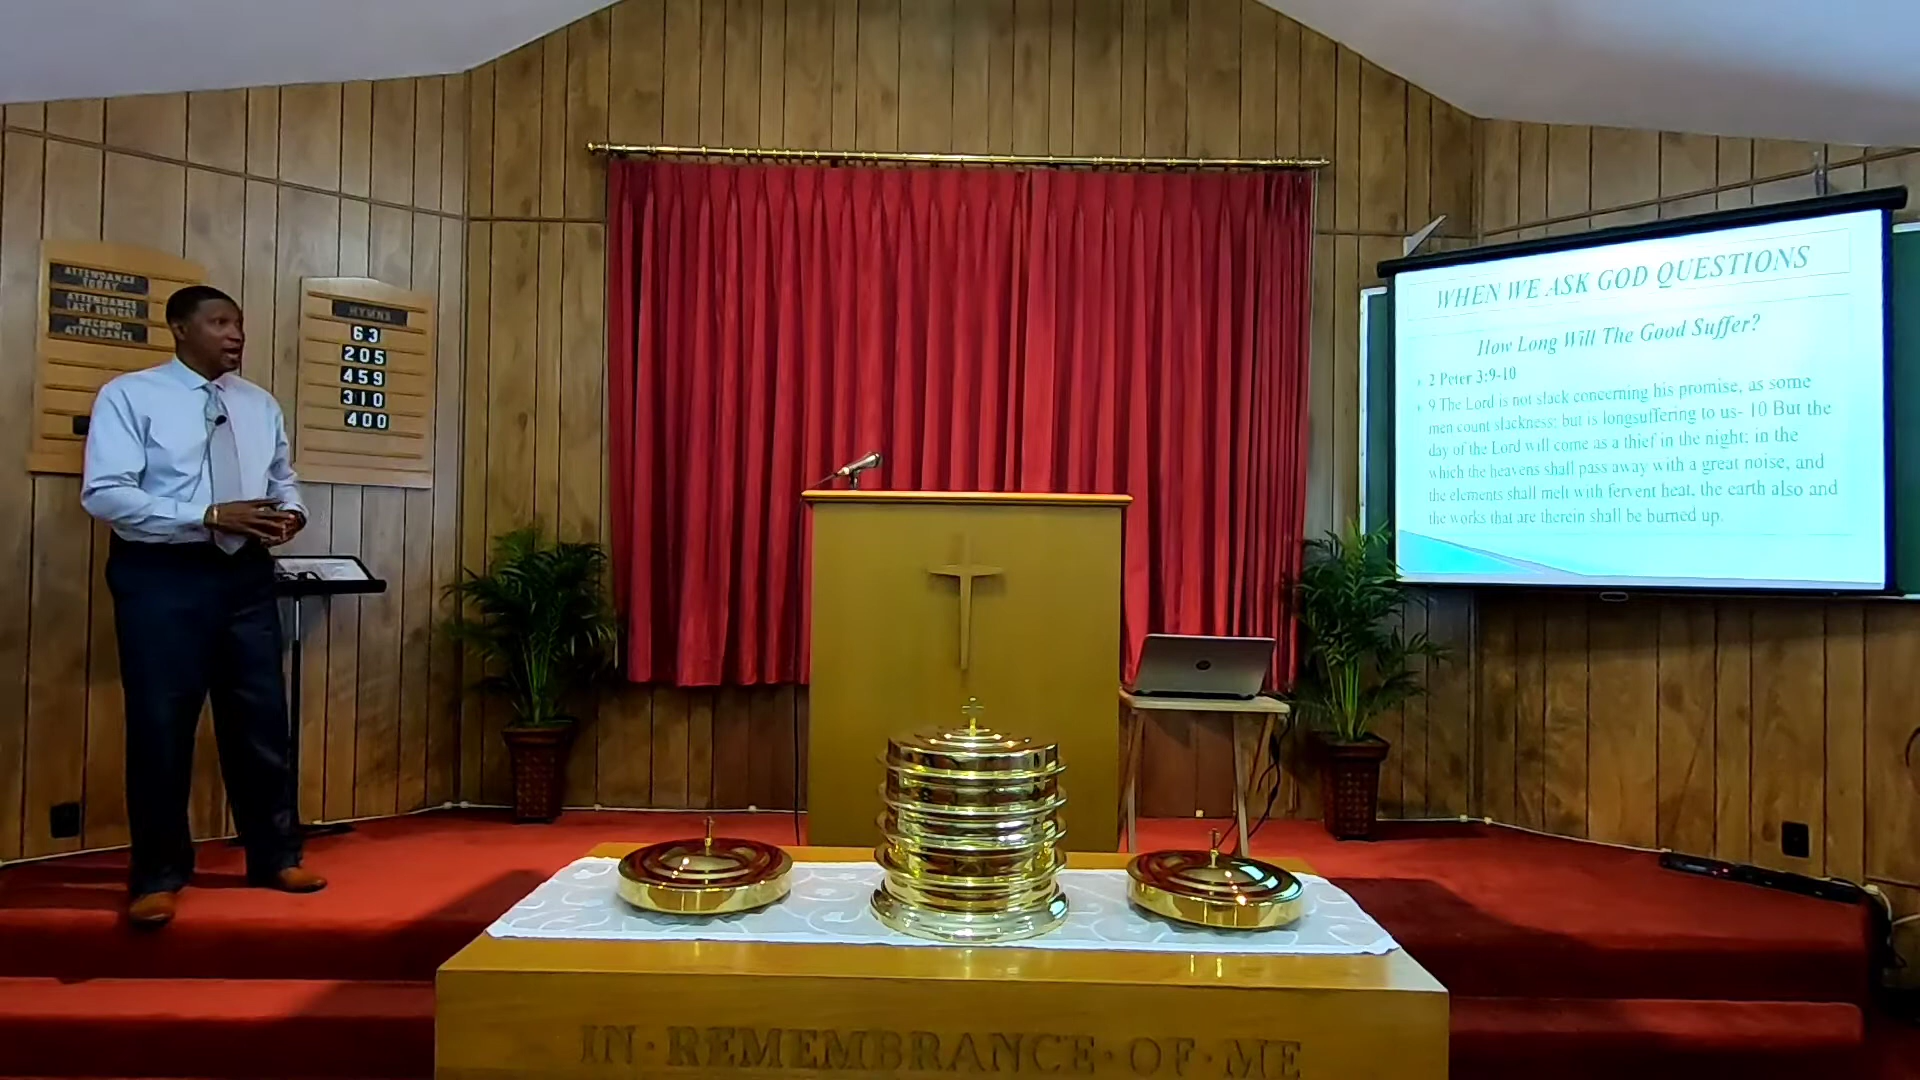 ATTENDANCE
TODAY
ATTENDANCE
LAST SUNDAY
RECORD
ATTENDANCE
HYMNS
63
205
459
310
400
WHEN WE ASK GOD QUESTIONS
How Long Will The Good Suffer?
2 Peter 3:9-10
9 The Lord is not slack concerning his promise, as some
men count slackness; but is longsuffering to us- 10 But the
day of the Lord will come as a thief in the night; in the
which the heavens shall pass away with a great noise, and
the elements shall melt with fervent heat, the earth also and
the works that are therein shall be burned up.
hp
IN·REMEMBRANCE·OF·ME